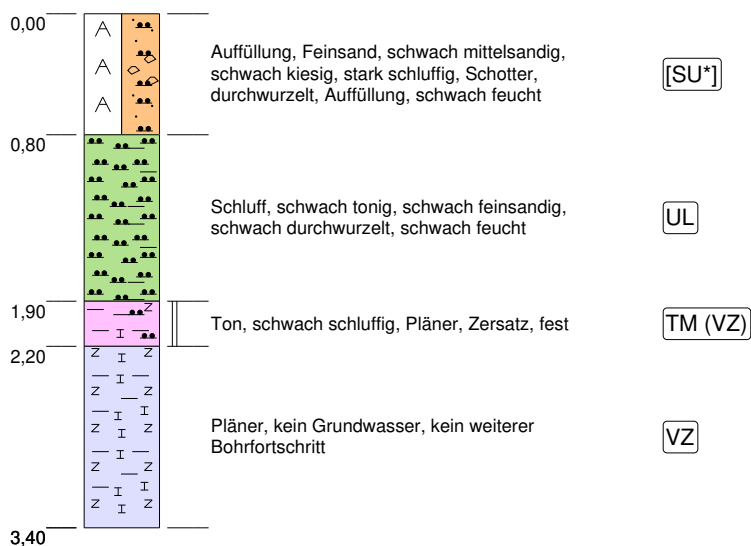 0,00
Auffüllung, Feinsand, schwach mittelsandig,
schwach kiesig, stark schluffig, Schotter,
durchwurzelt, Auffüllung, schwach feucht
[SU*]
0,80
Schluff, schwach tonig, schwach feinsandig,
schwach durchwurzelt, schwach feucht
UL
1,90
Ton, schwach schluffig, Pläner, Zersatz, fest
TM (VZ)
2,20
Pläner, kein Grundwasser, kein weiterer
Bohrfortschritt
VZ
3,40